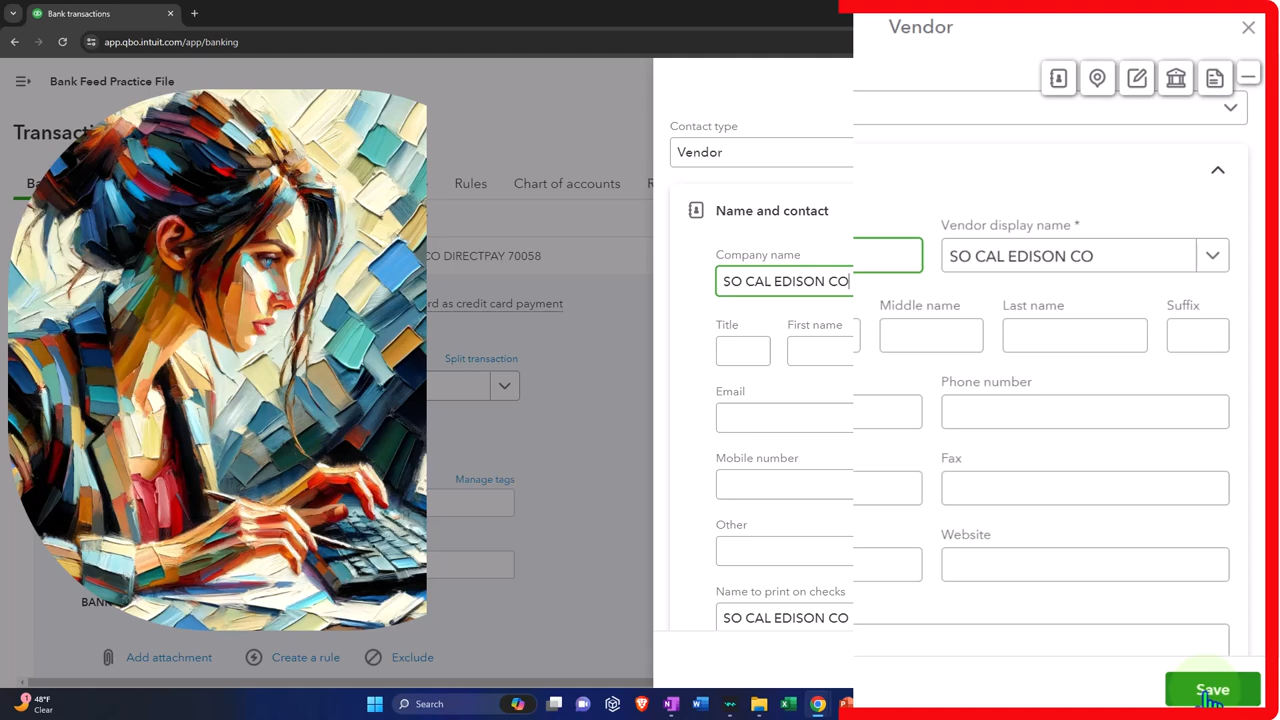 Bank transactions
app.qbo.intuit.com/app/banking
Bank Feed Practice File
Vendor
Contact type
Vendor
Rules
Chart of accounts
CO DIRECTPAY 70058
Name and contact
Company name
SO CAL EDISON CO
Vendor display name *
SO CAL EDISON CO
rd as credit card payment
Title
First name
Middle name
Last name
Suffix
Split transaction
Email
Phone number
Mobile number
Fax
Manage tags
Other
Website
Name to print on checks
SO CAL EDISON CO
BAN
Add attachment
Create a rule
Exclude
Save
1
48°F
Clear
Search